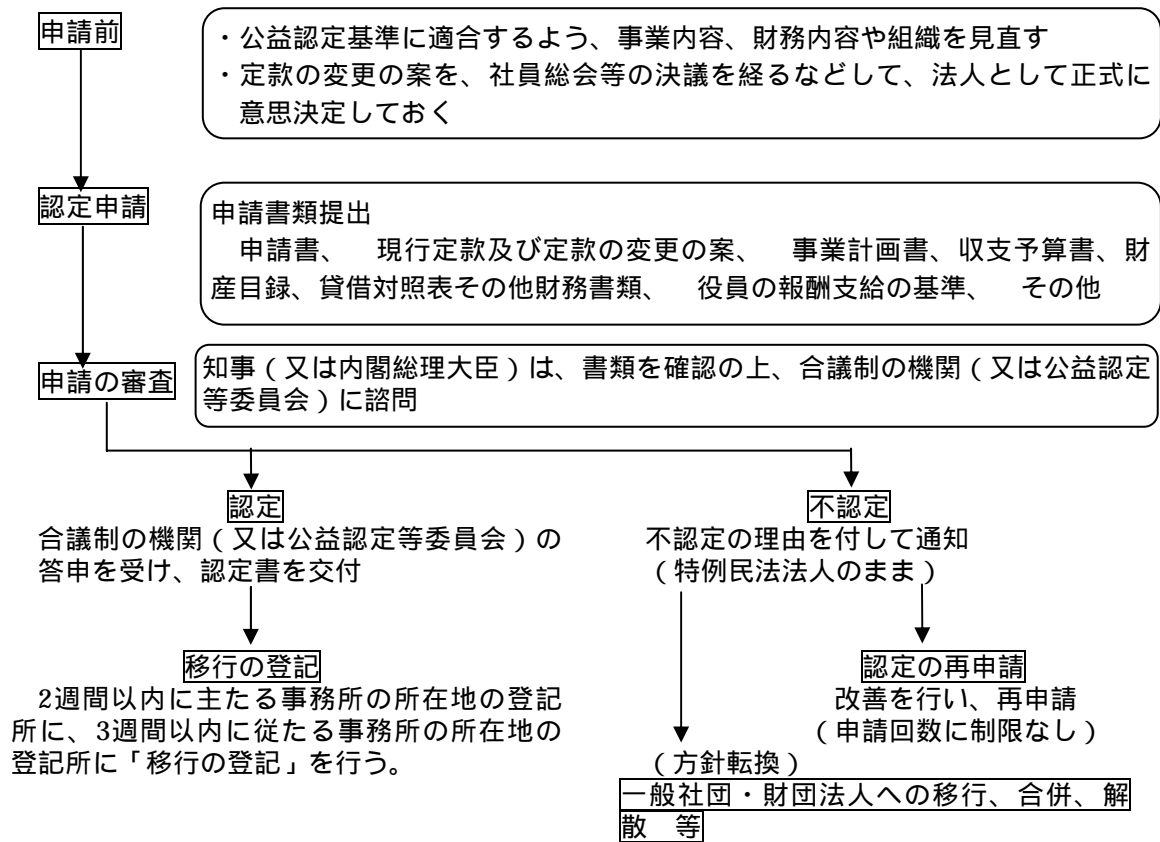 申請前
・公益認定基準に適合するよう、事業内容、財務内容や組織を見直す
・定款の変更の案を、社員総会等の決議を経るなどして、法人として正式に
意思決定しておく
認定申請
申請書類提出
申請書、　現行定款及び定款の変更の案、　事業計画書、収支予算書、財
産目録、貸借対照表その他財務書類、　役員の報酬支給の基準、　その他
申請の審査
知事（又は内閣総理大臣）は、書類を確認の上、合議制の機関（又は公益認定
等委員会）に諮問
認定
合議制の機関（又は公益認定等委員会）の
答申を受け、認定書を交付
移行の登記
2週間以内に主たる事務所の所在地の登記
所に、3週間以内に従たる事務所の所在地の
登記所に「移行の登記」を行う。
不認定
不認定の理由を付して通知
（特例民法法人のまま）
認定の再申請
改善を行い、再申請
（申請回数に制限なし）
（方針転換）
一般社団・財団法人への移行、合併、解
散　等